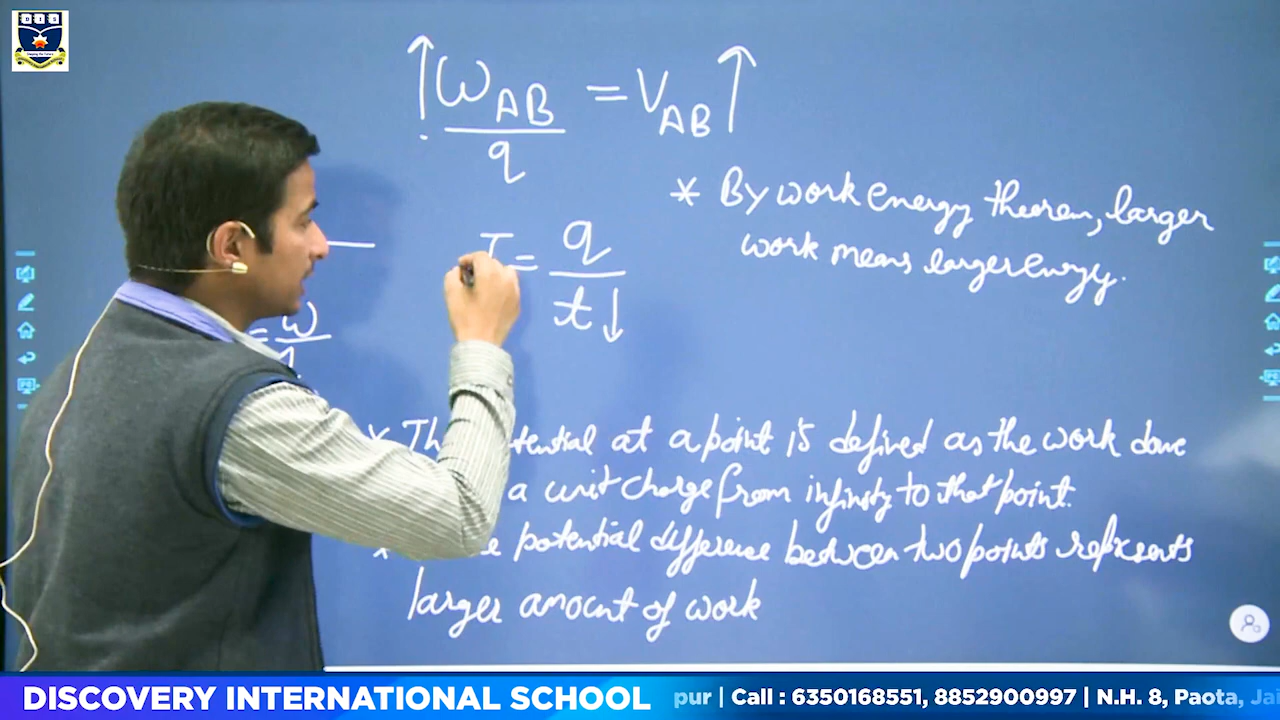 W_AB / q = V_AB
* By work energy theorem, larger
work means larger energy.
I = q / t
= W
* The potential at a point is defined as the work done
a unit charge from infinity to that point.
* potential difference between two points represents
larger amount of work
DISCOVERY INTERNATIONAL SCHOOL
pur | Call : 6350168551, 8852900997 | N.H. 8, Paota, Jai